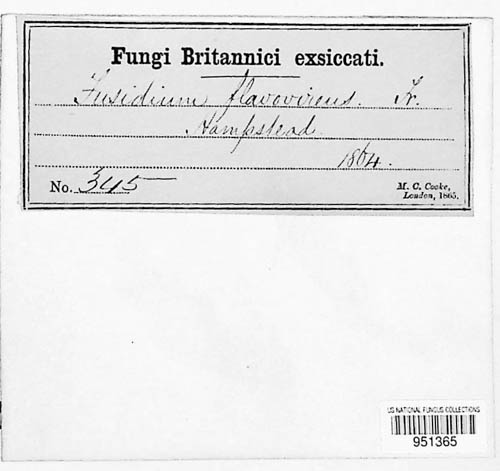 Fungi Britannici exsiccati.
Fusidium flavovirens. Fr.
Hampstead
1864.
No. 345
M. C. Cooke,
London, 1865.
US NATIONAL FUNGUS COLLECTIONS
951365